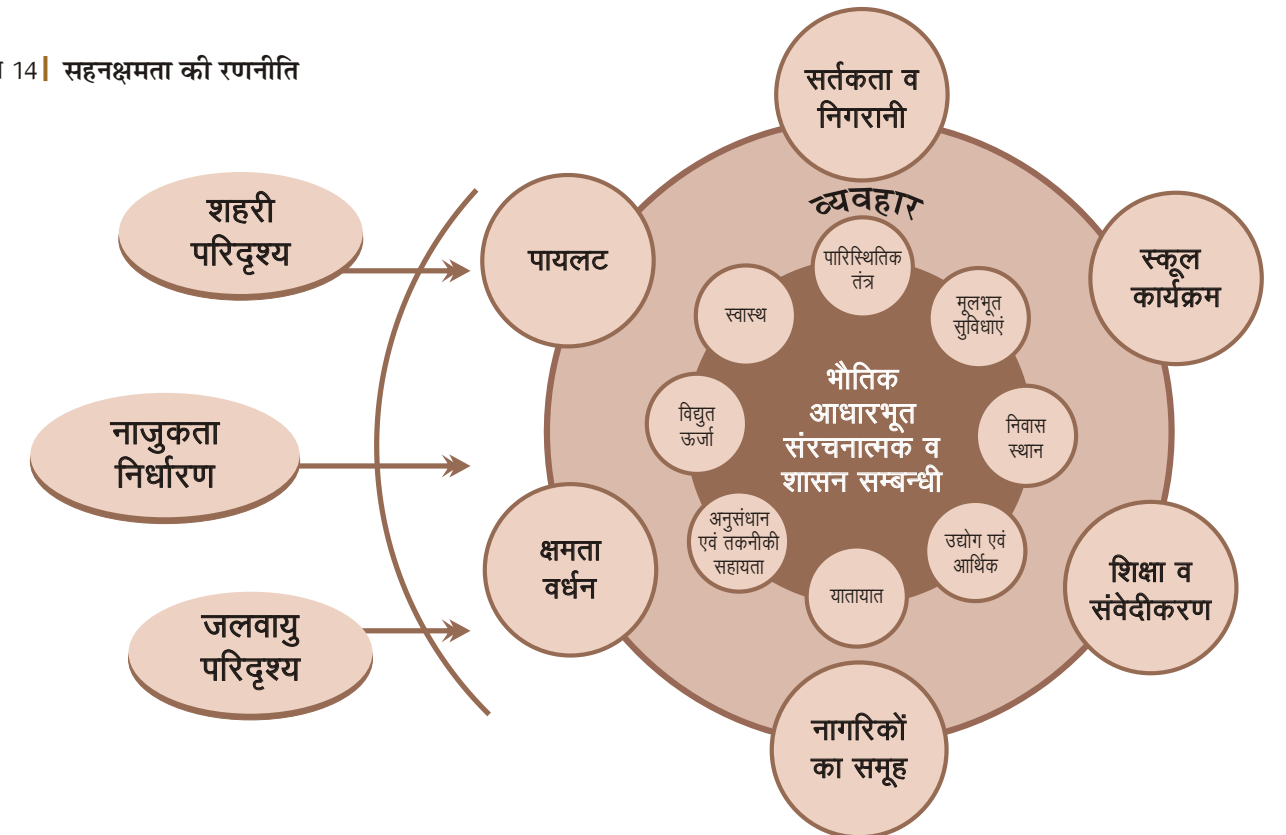 14 सहनक्षमता की रणनीति
सर्तकता व
निगरानी
व्यवहार
शहरी
परिदृश्य
पायलट
स्कूल
कार्यक्रम
पारिस्थितिक
तंत्र
स्वास्थ
मूलभूत
सुविधाएं
भौतिक
आधारभूत
संरचनात्मक व
शासन सम्बन्धी
नाजुकता
निर्धारण
विद्युत
ऊर्जा
निवास
स्थान
अनुसंधान
एवं तकनीकी
सहायता
उद्योग एवं
आर्थिक
यातायात
क्षमता
वर्धन
शिक्षा व
संवेदीकरण
जलवायु
परिदृश्य
नागरिकों
का समूह